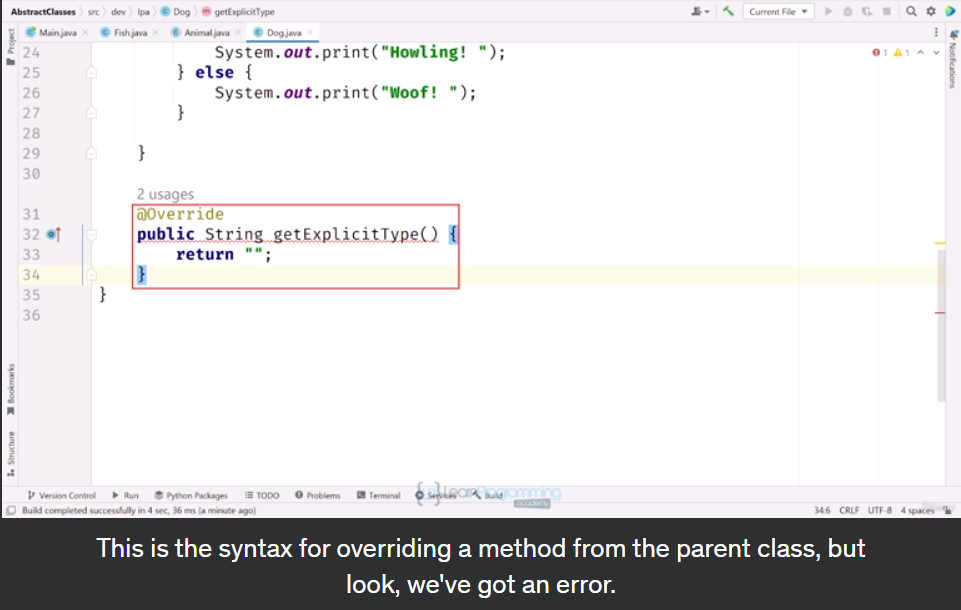 AbstractClasses src dev lpa Dog getExplicitType Current File
Main.java Fish.java Animal.java Dog.java
Project
Notifications
24 System.out.print("Howling! "); 1 1
25 } else {
26 System.out.print("Woof! ");
27 }
28
29 }
30
2 usages
31 @Override
32 public String getExplicitType() {
33 return "";
34 }
35 }
36
Bookmarks
Structure
Version Control Run Python Packages TODO Problems Terminal Services Build
{ } Learn Programming
academy
Build completed successfully in 4 sec, 36 ms (a minute ago) 34:6 CRLF UTF-8 4 spaces
This is the syntax for overriding a method from the parent class, but
look, we've got an error.